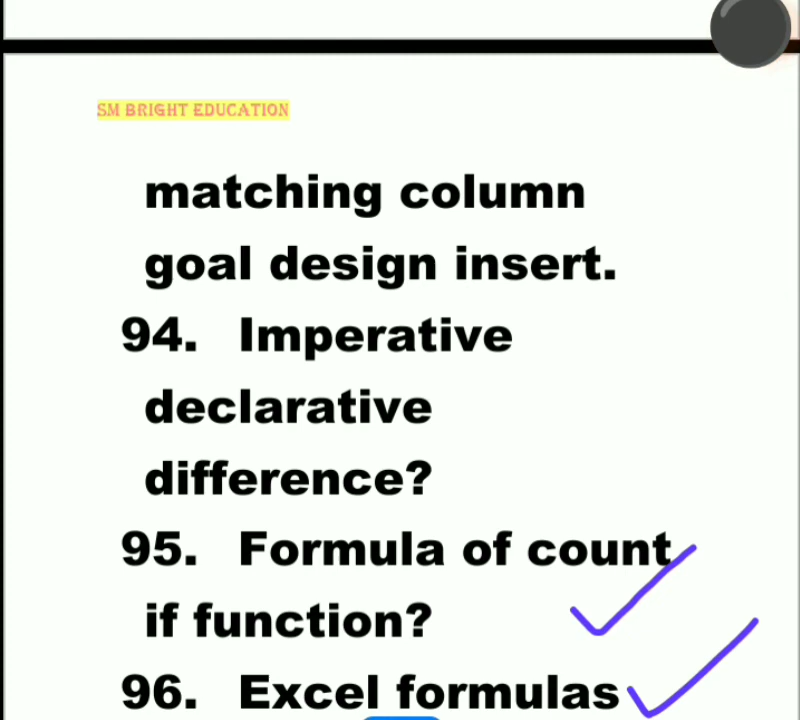 SM BRIGHT EDUCATION
matching column
goal design insert.
94. Imperative
declarative
difference?
95. Formula of count
if function?
96. Excel formulas